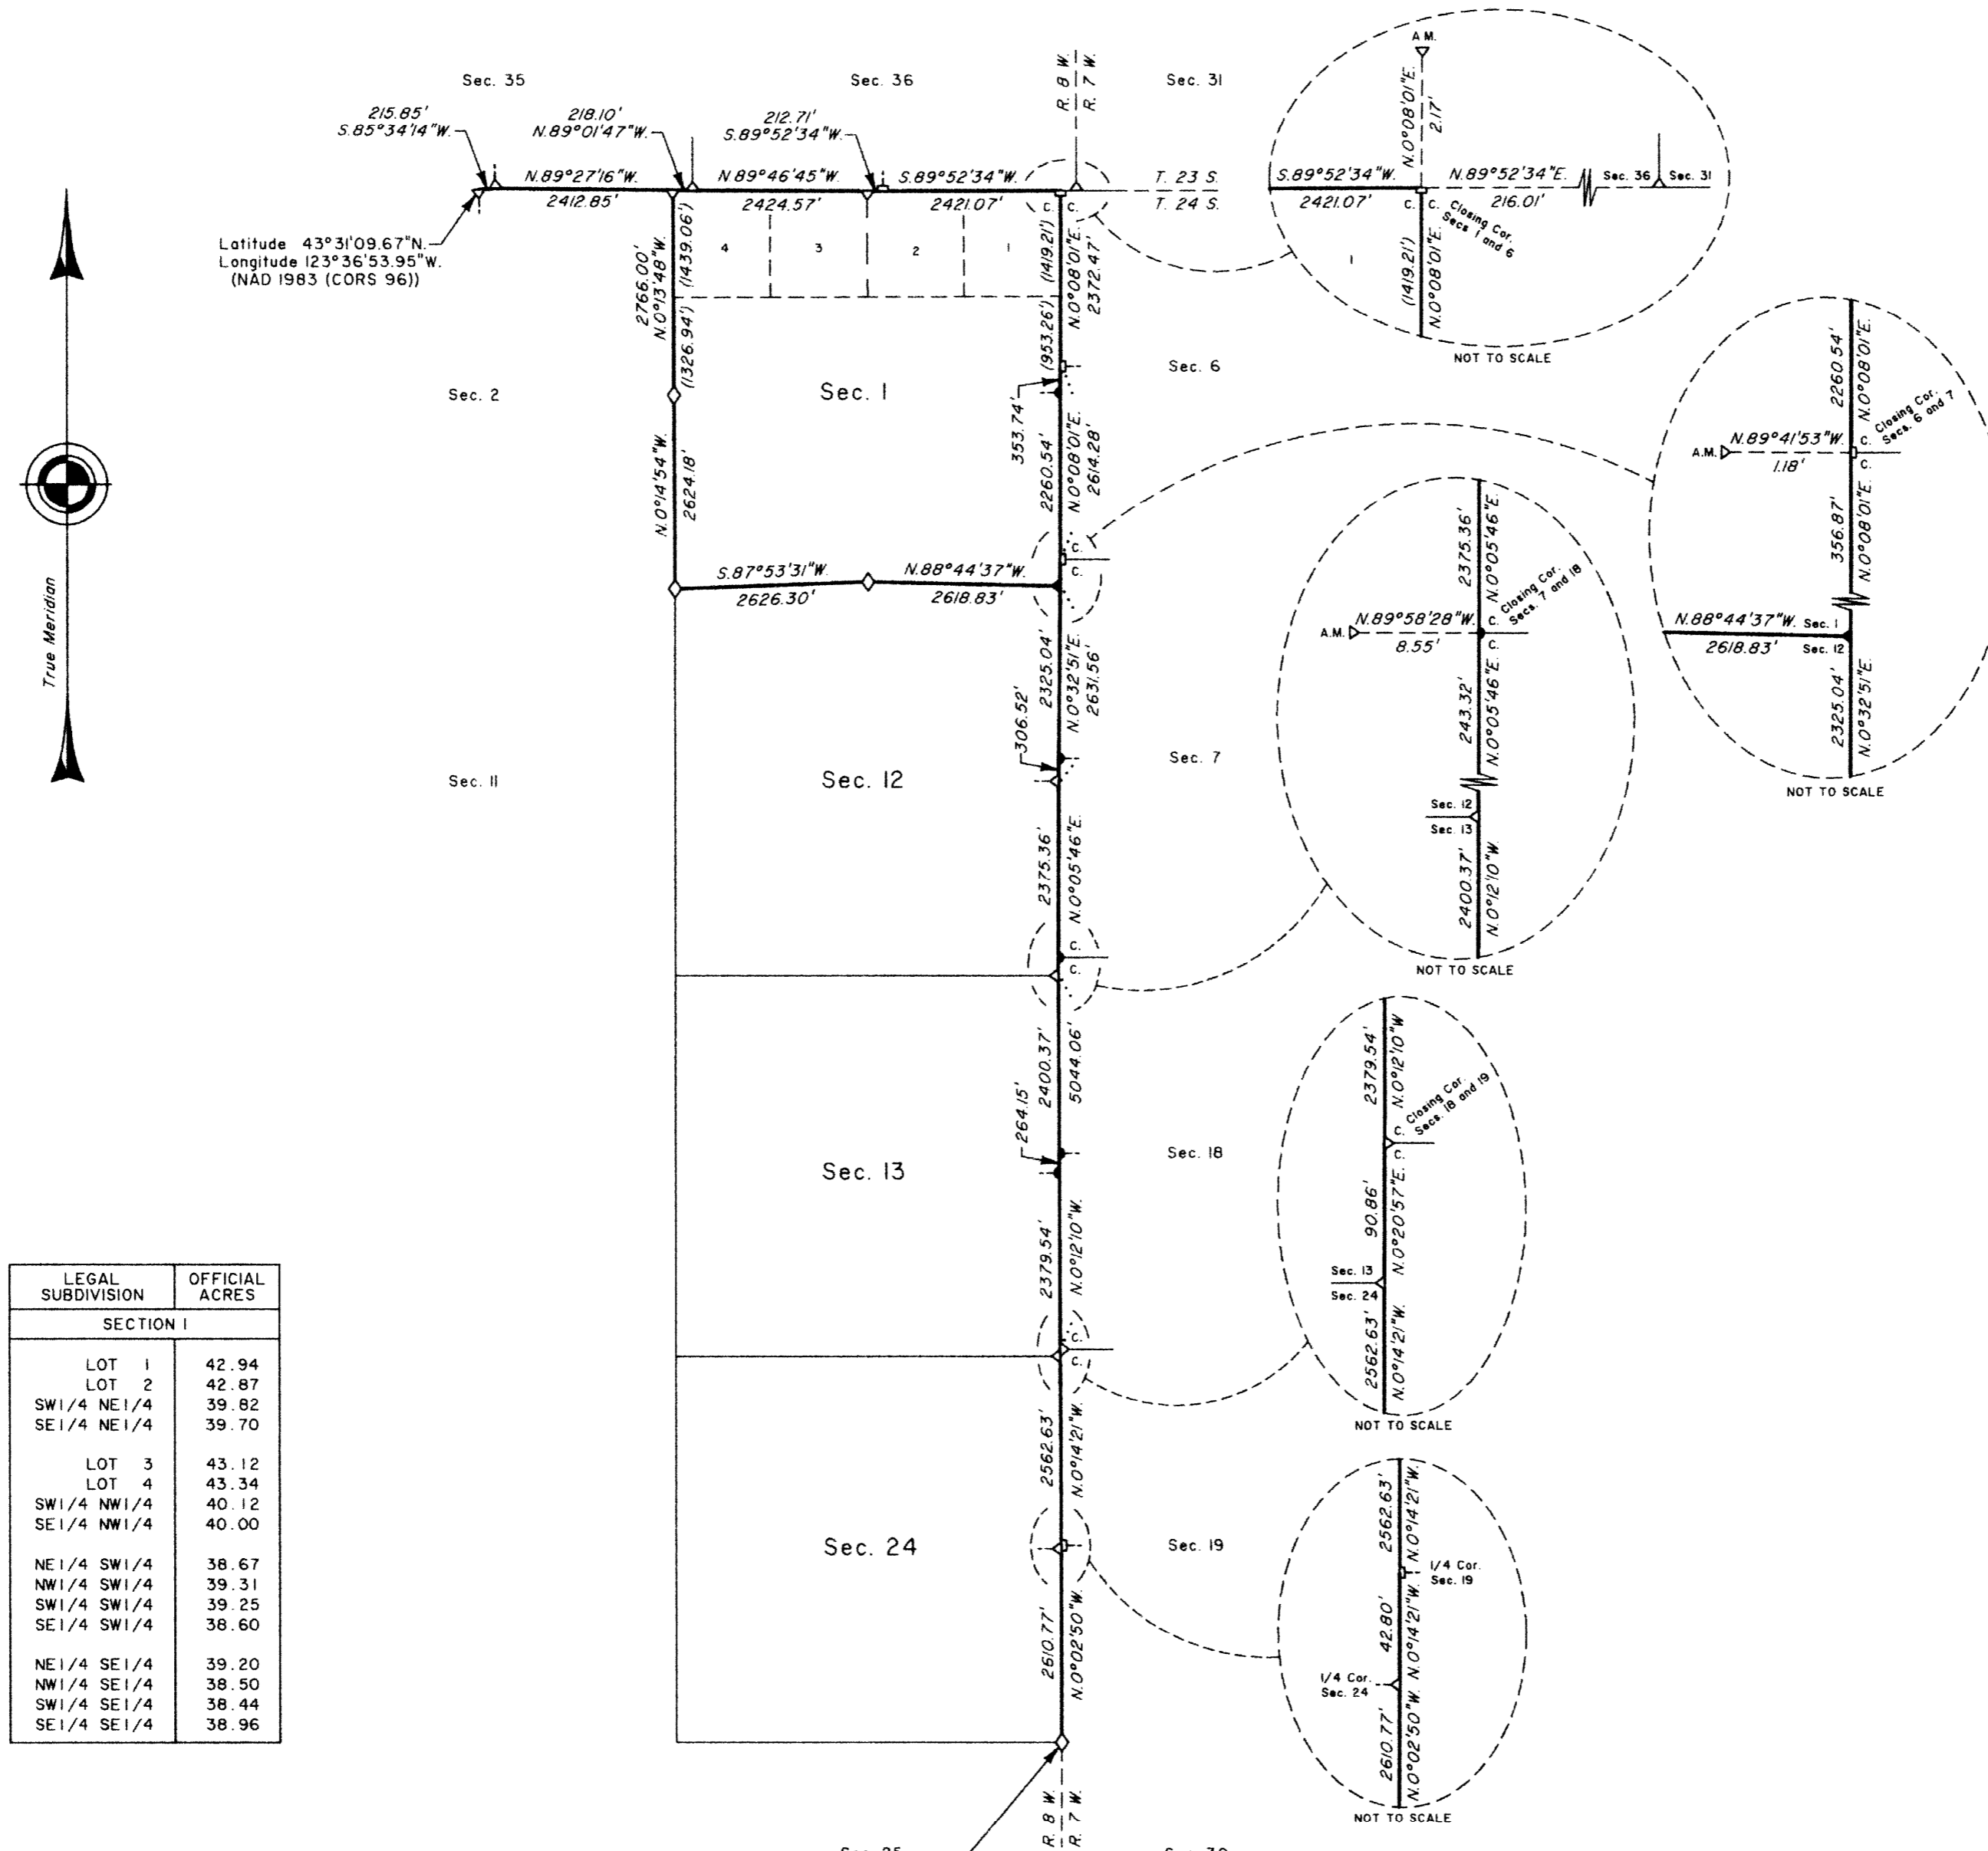 Sec. 35
Sec. 36
R. 8 W.
R. 7 W.
Sec. 31
215.85'
S.85°34'14"W.
218.10'
N.89°01'47"W.
212.71'
S.89°52'34"W.
N.89°27'16"W.
2412.85'
N 89°46'45"W.
2424.57'
S.89°52'34"W.
2421.07'
T. 23 S.
T. 24 S.
C. C.
Latitude 43°31'09.67"N.
Longitude 123°36'53.95"W.
(NAD 1983 (CORS 96))
4
3
2
1
2766.00'
N.0°13'48"W.
(1439.06')
(1326.94')
(1419.21')
N.0°08'01"E.
2372.47'
(953.26')
Sec. 2
Sec. 1
Sec. 6
353.74'
N.0°14'54"W.
2624.18'
2260.54'
N.0°08'01"E.
2614.28'
C.
C.
S.87°53'31"W.
2626.30'
N.88°44'37"W.
2618.83'
True Meridian
2325.04'
N.0°32'51"E.
2631.56'
306.52'
Sec. 11
Sec. 12
Sec. 7
2375.36'
N.0°05'46"E.
C.
C.
2400.37'
5044.06'
264.15'
Sec. 13
Sec. 18
2379.54'
N.0°12'10"W.
C.
C.
2562.63'
N.0°14'21"W.
Sec. 24
Sec. 19
2610.77'
N.0°02'50"W.
R. 8 W.
R. 7 W.
A.M.
N.0°08'01"E.
2.17'
S.89°52'34"W.
2421.07'
N.89°52'34"E.
216.01'
Sec. 36
Sec. 31
C. C.
Closing Cor.
Secs. 1 and 6
1
(1419.21')
N.0°08'01"E.
NOT TO SCALE
2260.54'
N.0°08'01"E.
Closing Cor.
Secs. 6 and 7
A.M.
N.89°41'53"W.
1.18'
C.
C.
356.87'
N.0°08'01"E.
N.88°44'37"W.
2618.83'
Sec. 1
Sec. 12
2325.04'
N.0°32'51"E.
NOT TO SCALE
2375.36'
N.0°05'46"E.
Closing Cor.
Secs. 7 and 18
A.M.
N.89°58'28"W.
8.55'
C.
C.
243.32'
N.0°05'46"E.
Sec. 12
Sec. 13
2400.37'
N.0°12'10"W.
NOT TO SCALE
2379.54'
N.0°12'10"W
Closing Cor.
Secs. 18 and 19
C.
C.
90.86'
N.0°20'57"E.
Sec. 13
Sec. 24
2562.63'
N.0°14'21"W.
NOT TO SCALE
2562.63'
N.0°14'21"W.
1/4 Cor.
Sec. 19
42.80'
N.0°14'21"W.
1/4 Cor.
Sec. 24
2610.77'
N.0°02'50"W.
NOT TO SCALE
LEGAL SUBDIVISION
OFFICIAL ACRES
SECTION 1
LOT 1 42.94
LOT 2 42.87
SW1/4 NE1/4 39.82
SE1/4 NE1/4 39.70
LOT 3 43.12
LOT 4 43.34
SW1/4 NW1/4 40.12
SE1/4 NW1/4 40.00
NE1/4 SW1/4 38.67
NW1/4 SW1/4 39.31
SW1/4 SW1/4 39.25
SE1/4 SW1/4 38.60
NE1/4 SE1/4 39.20
NW1/4 SE1/4 38.50
SW1/4 SE1/4 38.44
SE1/4 SE1/4 38.96